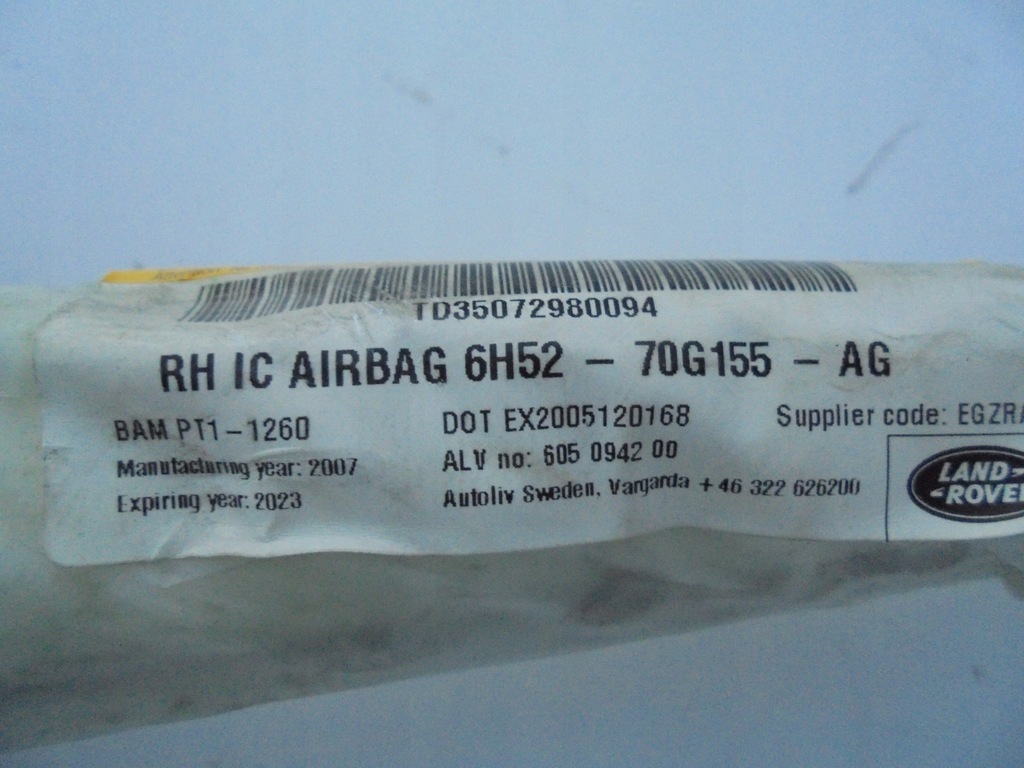 TD35072980094
RH IC AIRBAG 6H52 - 70G155 - AG
BAM PT1-1260
DOT EX2005120168
Supplier code: EGZRA
Manufacturing year: 2007
ALV no: 605 0942 00
Expiring year: 2023
Autoliv Sweden, Vargarda +46 322 626200
LAND-
-ROVER